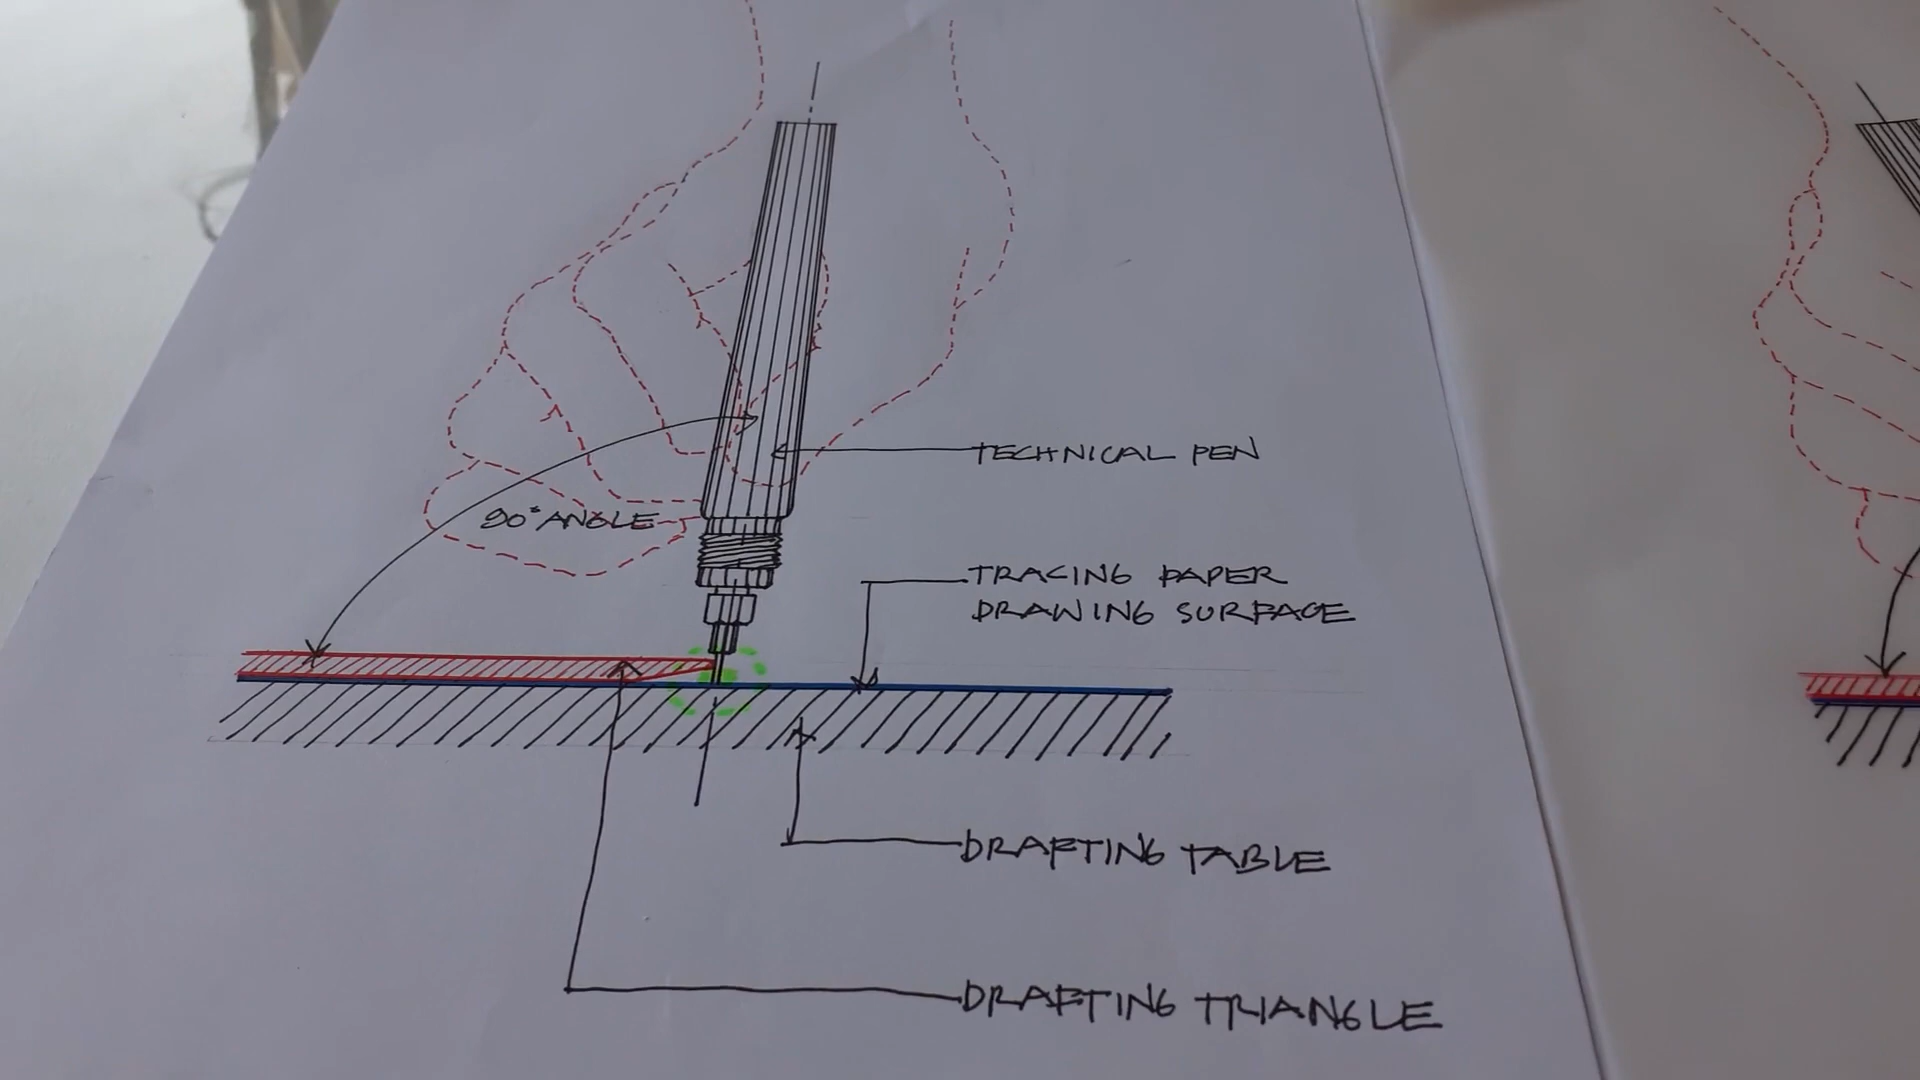 TECHNICAL PEN
90° ANGLE
TRACING PAPER
DRAWING SURFACE
DRAFTING TABLE
DRAFTING TRIANGLE